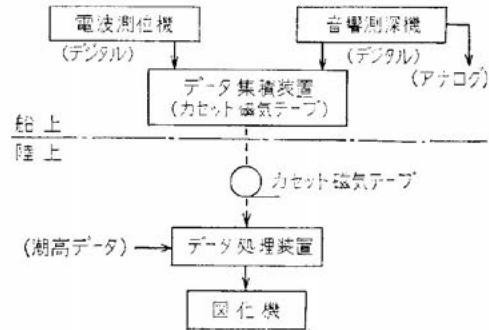 電波測位機
音響測深機
(デジタル)
(デジタル)
(アナログ)
データ集積装置
(カセット磁気テープ)
船上
陸上
カセット磁気テープ
(潮高データ)
データ処理装置
図化機